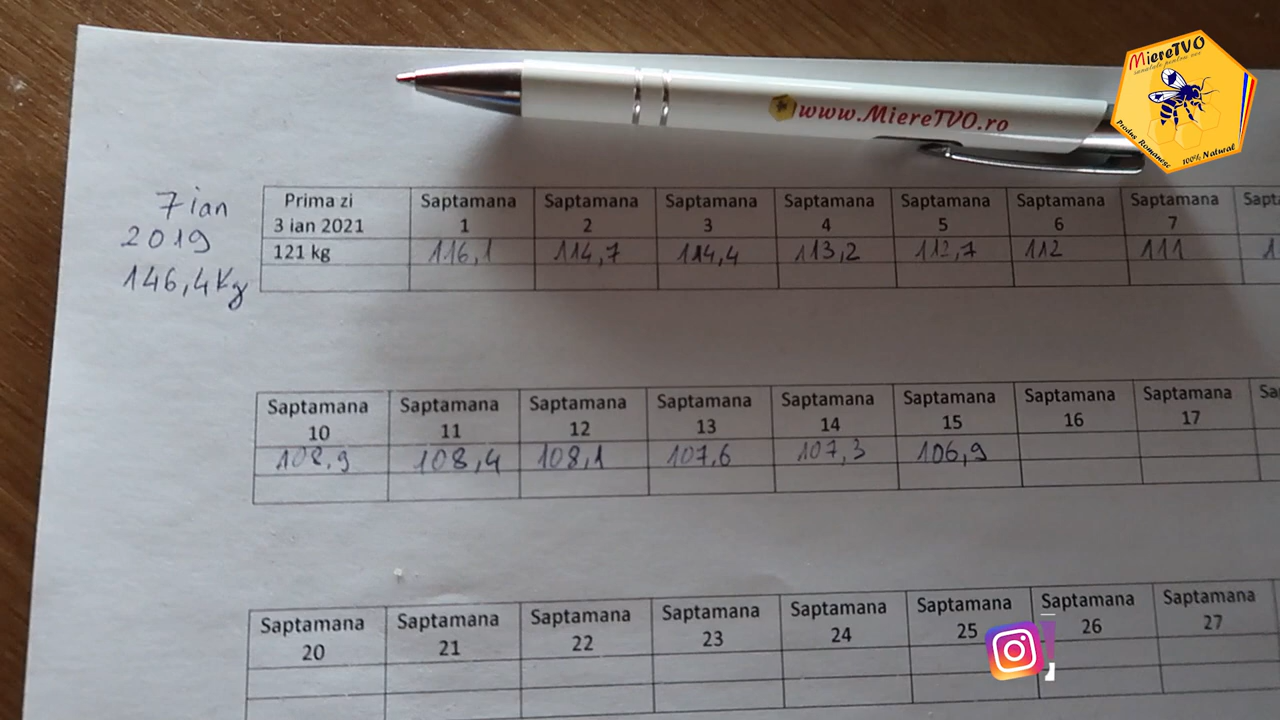 MiereTVO
Produs Romanesc
100% Natural
www.MiereTVO.ro
7 ian
2019
146,4 Kg
Prima zi Saptamana Saptamana Saptamana Saptamana Saptamana Saptamana Saptamana
3 ian 2021 1 2 3 4 5 6 7
121 kg 116,1 114,7 114,4 113,2 112,7 112 111
Saptamana Saptamana Saptamana Saptamana Saptamana Saptamana Saptamana Saptamana
10 11 12 13 14 15 16 17
108,9 108,4 108,1 107,6 107,3 106,9
Saptamana Saptamana Saptamana Saptamana Saptamana Saptamana Saptamana Saptamana
20 21 22 23 24 25 26 27